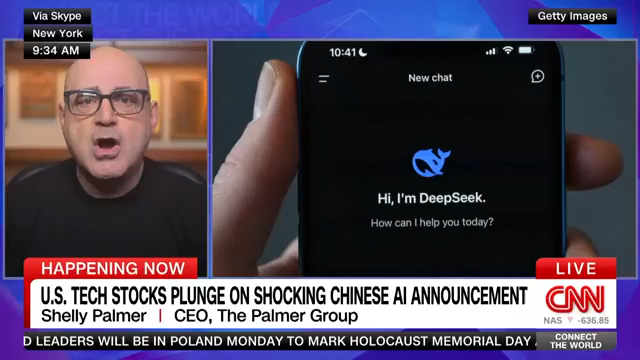 Via Skype
New York
9:34 AM
Getty Images
10:41
New chat
Hi, I'm DeepSeek.
How can I help you today?
HAPPENING NOW
LIVE
U.S. TECH STOCKS PLUNGE ON SHOCKING CHINESE AI ANNOUNCEMENT
Shelly Palmer | CEO, The Palmer Group
CNN
NAS ▼ -636.85
D LEADERS WILL BE IN POLAND MONDAY TO MARK HOLOCAUST MEMORIAL DAY
CONNECT
THE WORLD